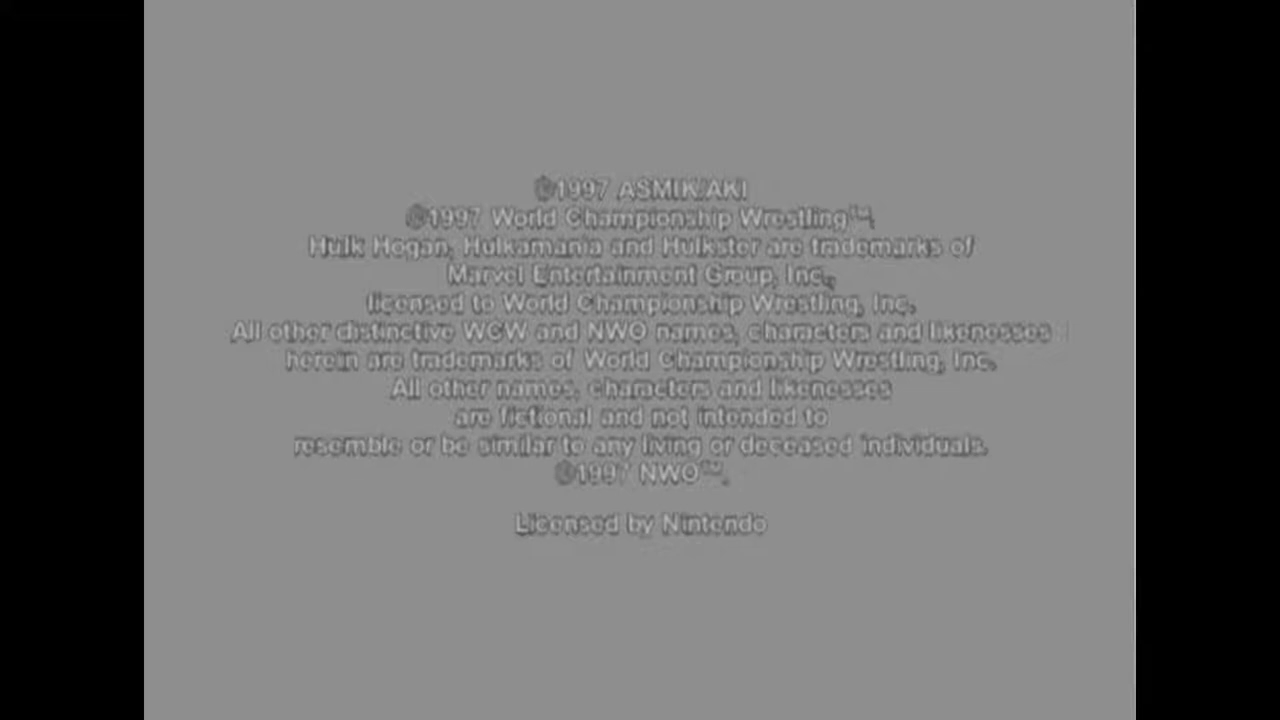 ©1997 ASMIK/AKI
©1997 World Championship Wrestling™.
Hulk Hogan, Hulkamania and Hulkster are trademarks of
Marvel Entertainment Group, Inc.,
licensed to World Championship Wrestling, Inc.
All other distinctive WCW and NWO names, characters and likenesses
herein are trademarks of World Championship Wrestling, Inc.
All other names, characters and likenesses
are fictional and not intended to
resemble or be similar to any living or deceased individuals.
©1997 NWO™.
Licensed by Nintendo